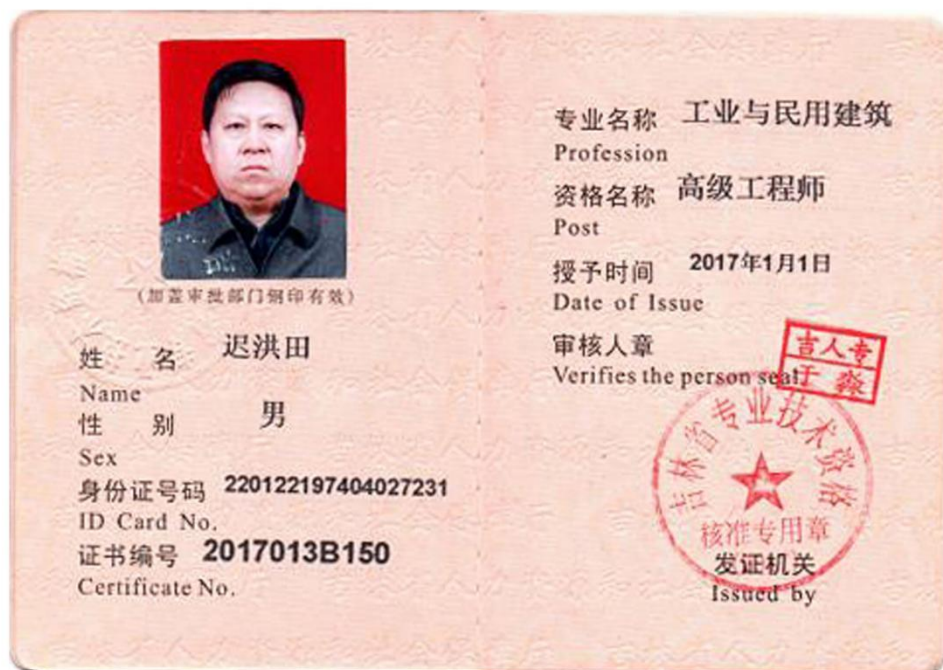 (加盖审批部门钢印有效)
姓 名 迟洪田
Name
性 别 男
Sex
身份证号码 220122197404027231
ID Card No.
证书编号 2017013B150
Certificate No.
专业名称 工业与民用建筑
Profession
资格名称 高级工程师
Post
授予时间 2017年1月1日
Date of Issue
审核人章
Verifies the person seal
吉人专
于淼
吉林省专业技术资格
核准专用章
发证机关
Issued by